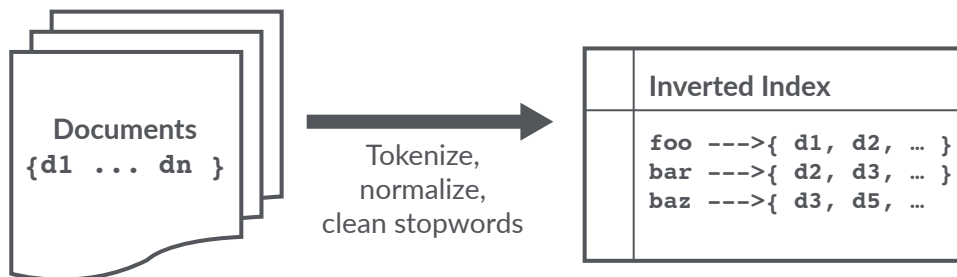 Documents
{d1 ... dn }
Tokenize,
normalize,
clean stopwords
Inverted Index
foo --->{ d1, d2, … }
bar --->{ d2, d3, … }
baz --->{ d3, d5, …